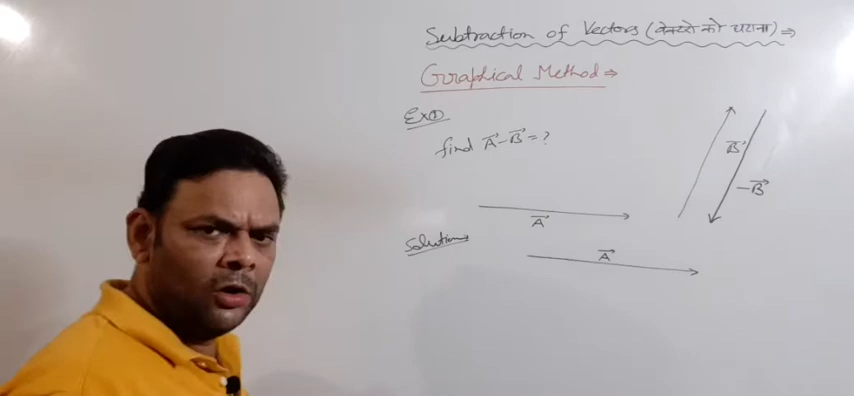 Subtraction of Vectors (वेक्टरो को घटाना) ⇒
Graphical Method ⇒
Ex①
find A⃗ - B⃗ = ?
B⃗
-B⃗
A⃗
Solution →
A⃗